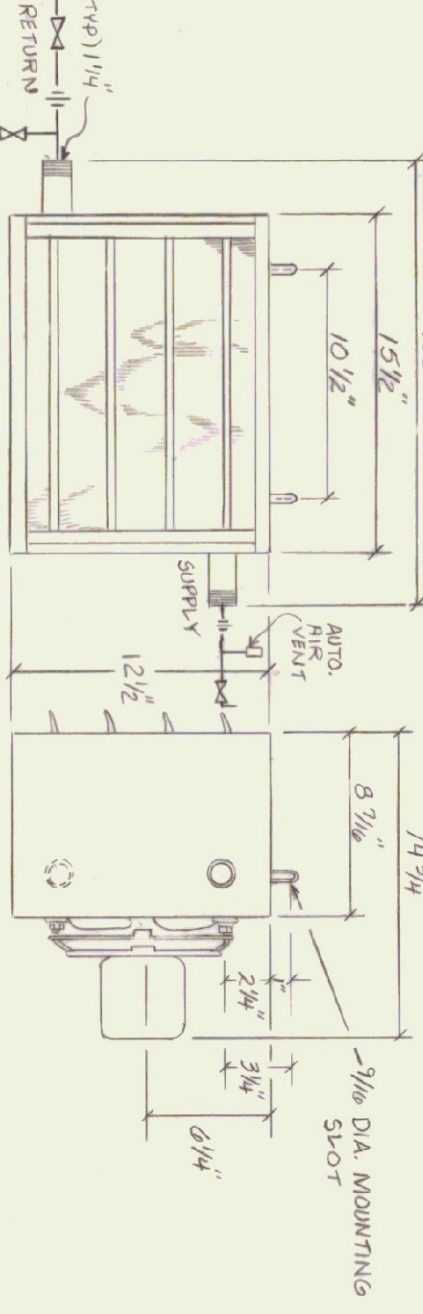 TYP) 1 1/4"
RETURN
15 1/2"
10 1/2"
SUPPLY
AUTO.
AIR
VENT
12 1/2"
14 3/4
8 7/16"
1"
2 1/4"
3 1/4"
6 1/4"
9/16 DIA. MOUNTING
SLOT